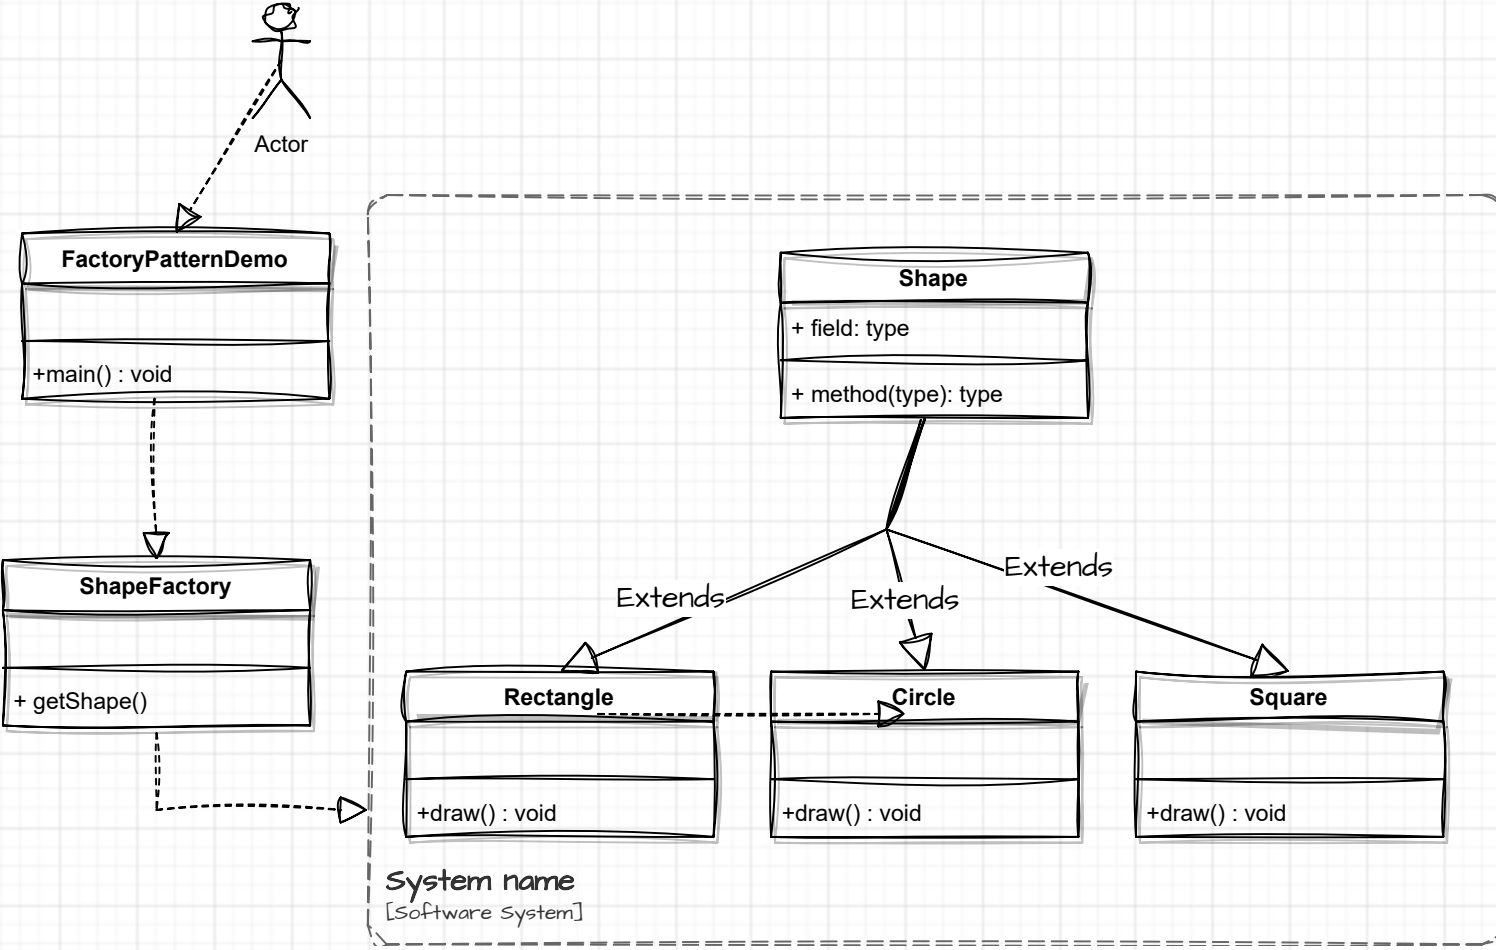 Actor
FactoryPatternDemo
+main() : void
Shape
+ field: type
+ method(type): type
ShapeFactory
+ getShape()
Extends
Extends
Extends
Rectangle
+draw() : void
Circle
+draw() : void
Square
+draw() : void
System name
[Software System]